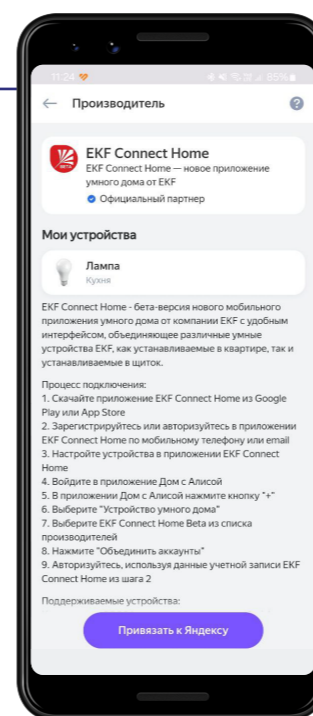 11:24
85%
Производитель
?
BETA
EKF Connect Home
EKF Connect Home — новое приложение
умного дома от EKF
Официальный партнер
Мои устройства
Лампа
Кухня
EKF Connect Home - бета-версия нового мобильного
приложения умного дома от компании EKF с удобным
интерфейсом, объединяющее различные умные
устройства EKF, как устанавливаемые в квартире, так и
устанавливаемые в щиток.
Процесс подключения:
1. Скачайте приложение EKF Connect Home из Google
Play или App Store
2. Зарегистрируйтесь или авторизуйтесь в приложении
EKF Connect Home по мобильному телефону или email
3. Настройте устройства в приложении EKF Connect
Home
4. Войдите в приложение Дом с Алисой
5. В приложении Дом с Алисой нажмите кнопку "+"
6. Выберите "Устройство умного дома"
7. Выберите EKF Connect Home Beta из списка
производителей
8. Нажмите "Объединить аккаунты"
9. Авторизуйтесь, используя данные учетной записи EKF
Connect Home из шага 2
Поддерживаемые устройства:
Привязать к Яндексу